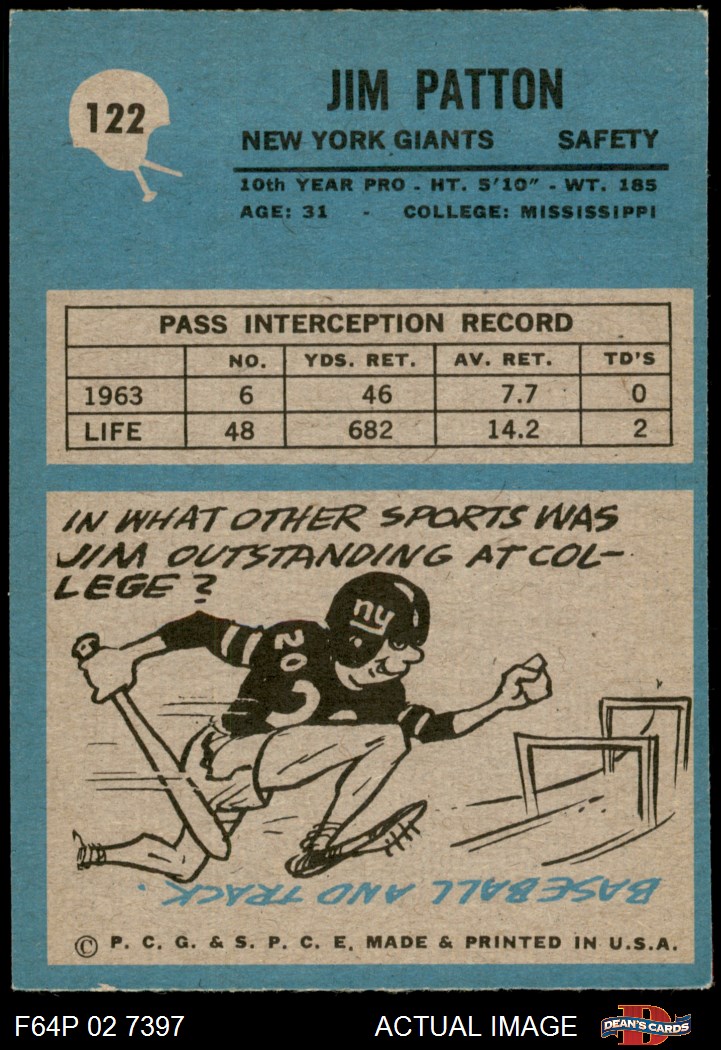 122
JIM PATTON
NEW YORK GIANTS SAFETY
10th YEAR PRO - HT. 5'10" - WT. 185
AGE: 31 - COLLEGE: MISSISSIPPI
PASS INTERCEPTION RECORD
NO. YDS. RET. AV. RET. TD'S
1963 6 46 7.7 0
LIFE 48 682 14.2 2
IN WHAT OTHER SPORTS WAS
JIM OUTSTANDING AT COL-
LEGE?
ny
20
BASEBALL AND TRACK.
© P. C. G. & S. P. C. E. MADE & PRINTED IN U.S.A.
F64P 02 7397 ACTUAL IMAGE
D
DEAN'S CARDS